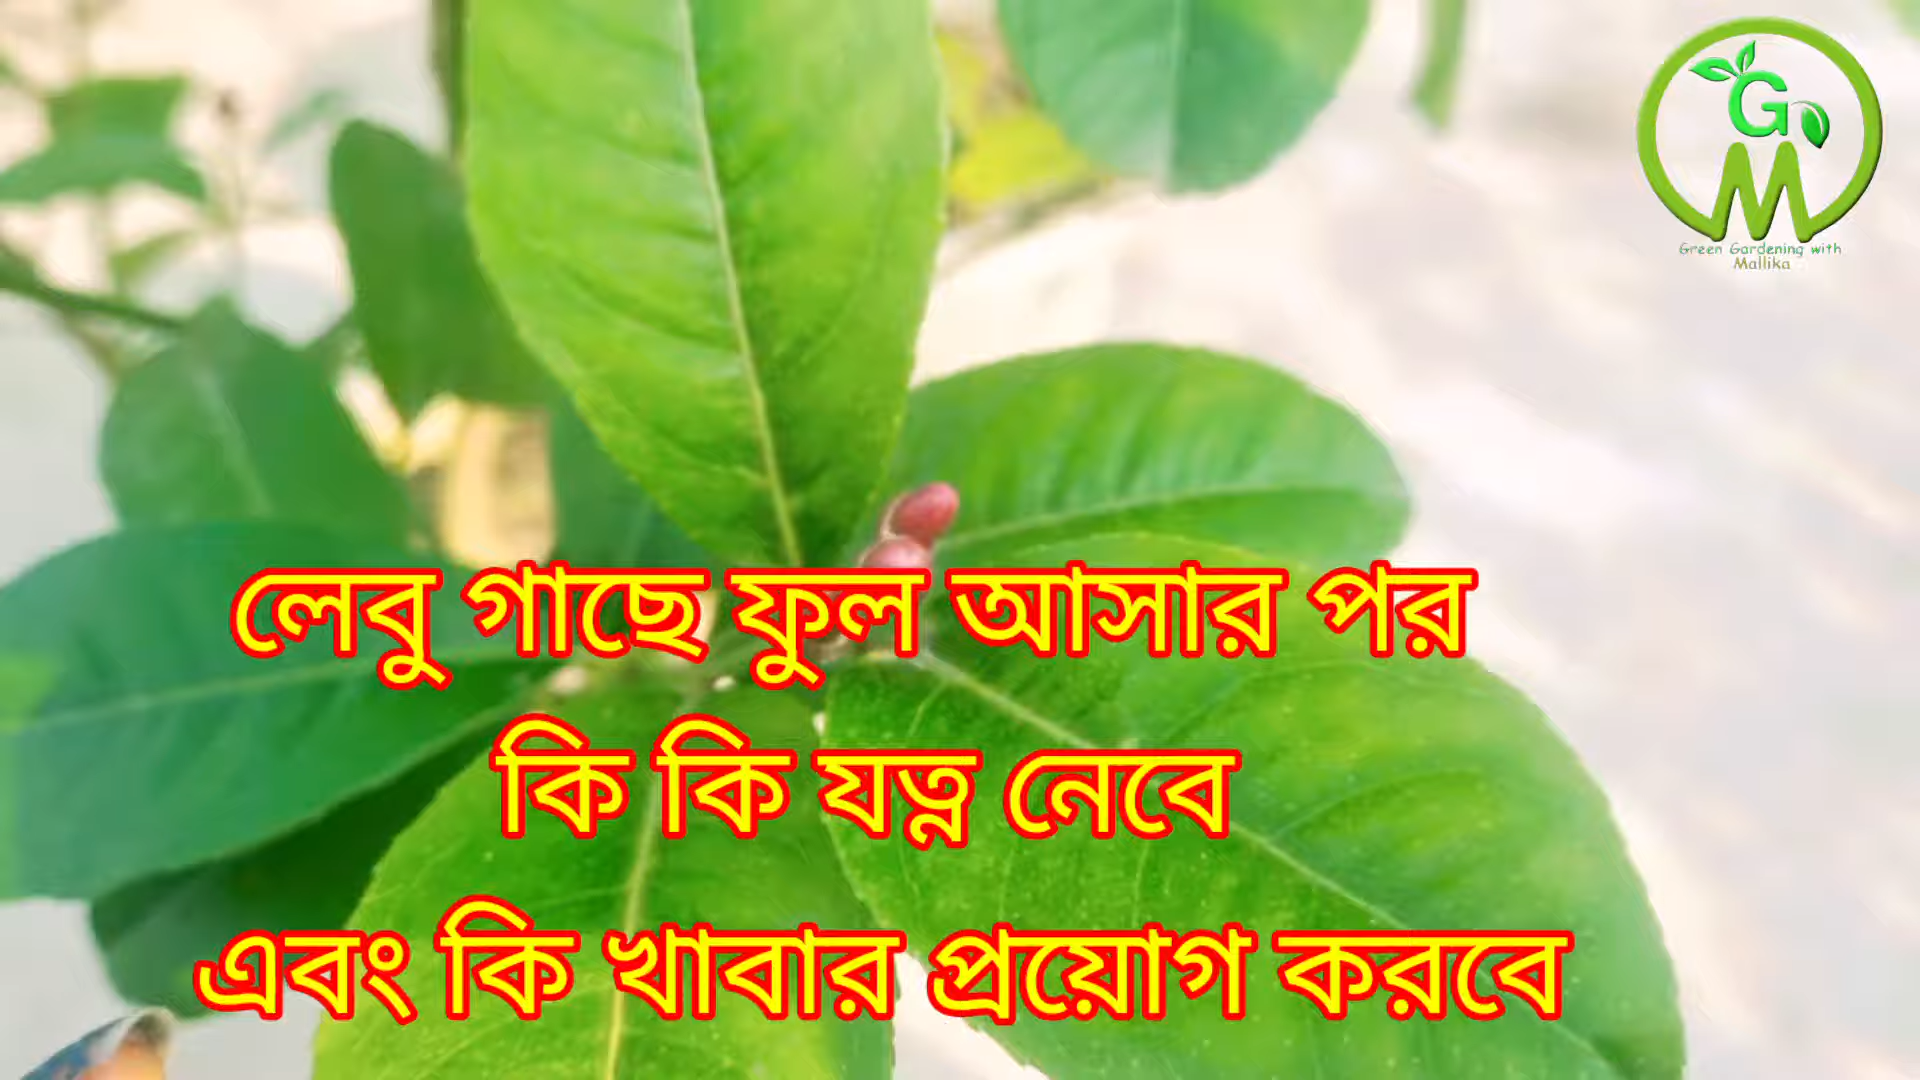 G
M
Green Gardening with
Mallika
লেবু গাছে ফুল আসার পর
কি কি যত্ন নেবে
এবং কি খাবার প্রয়োগ করবে